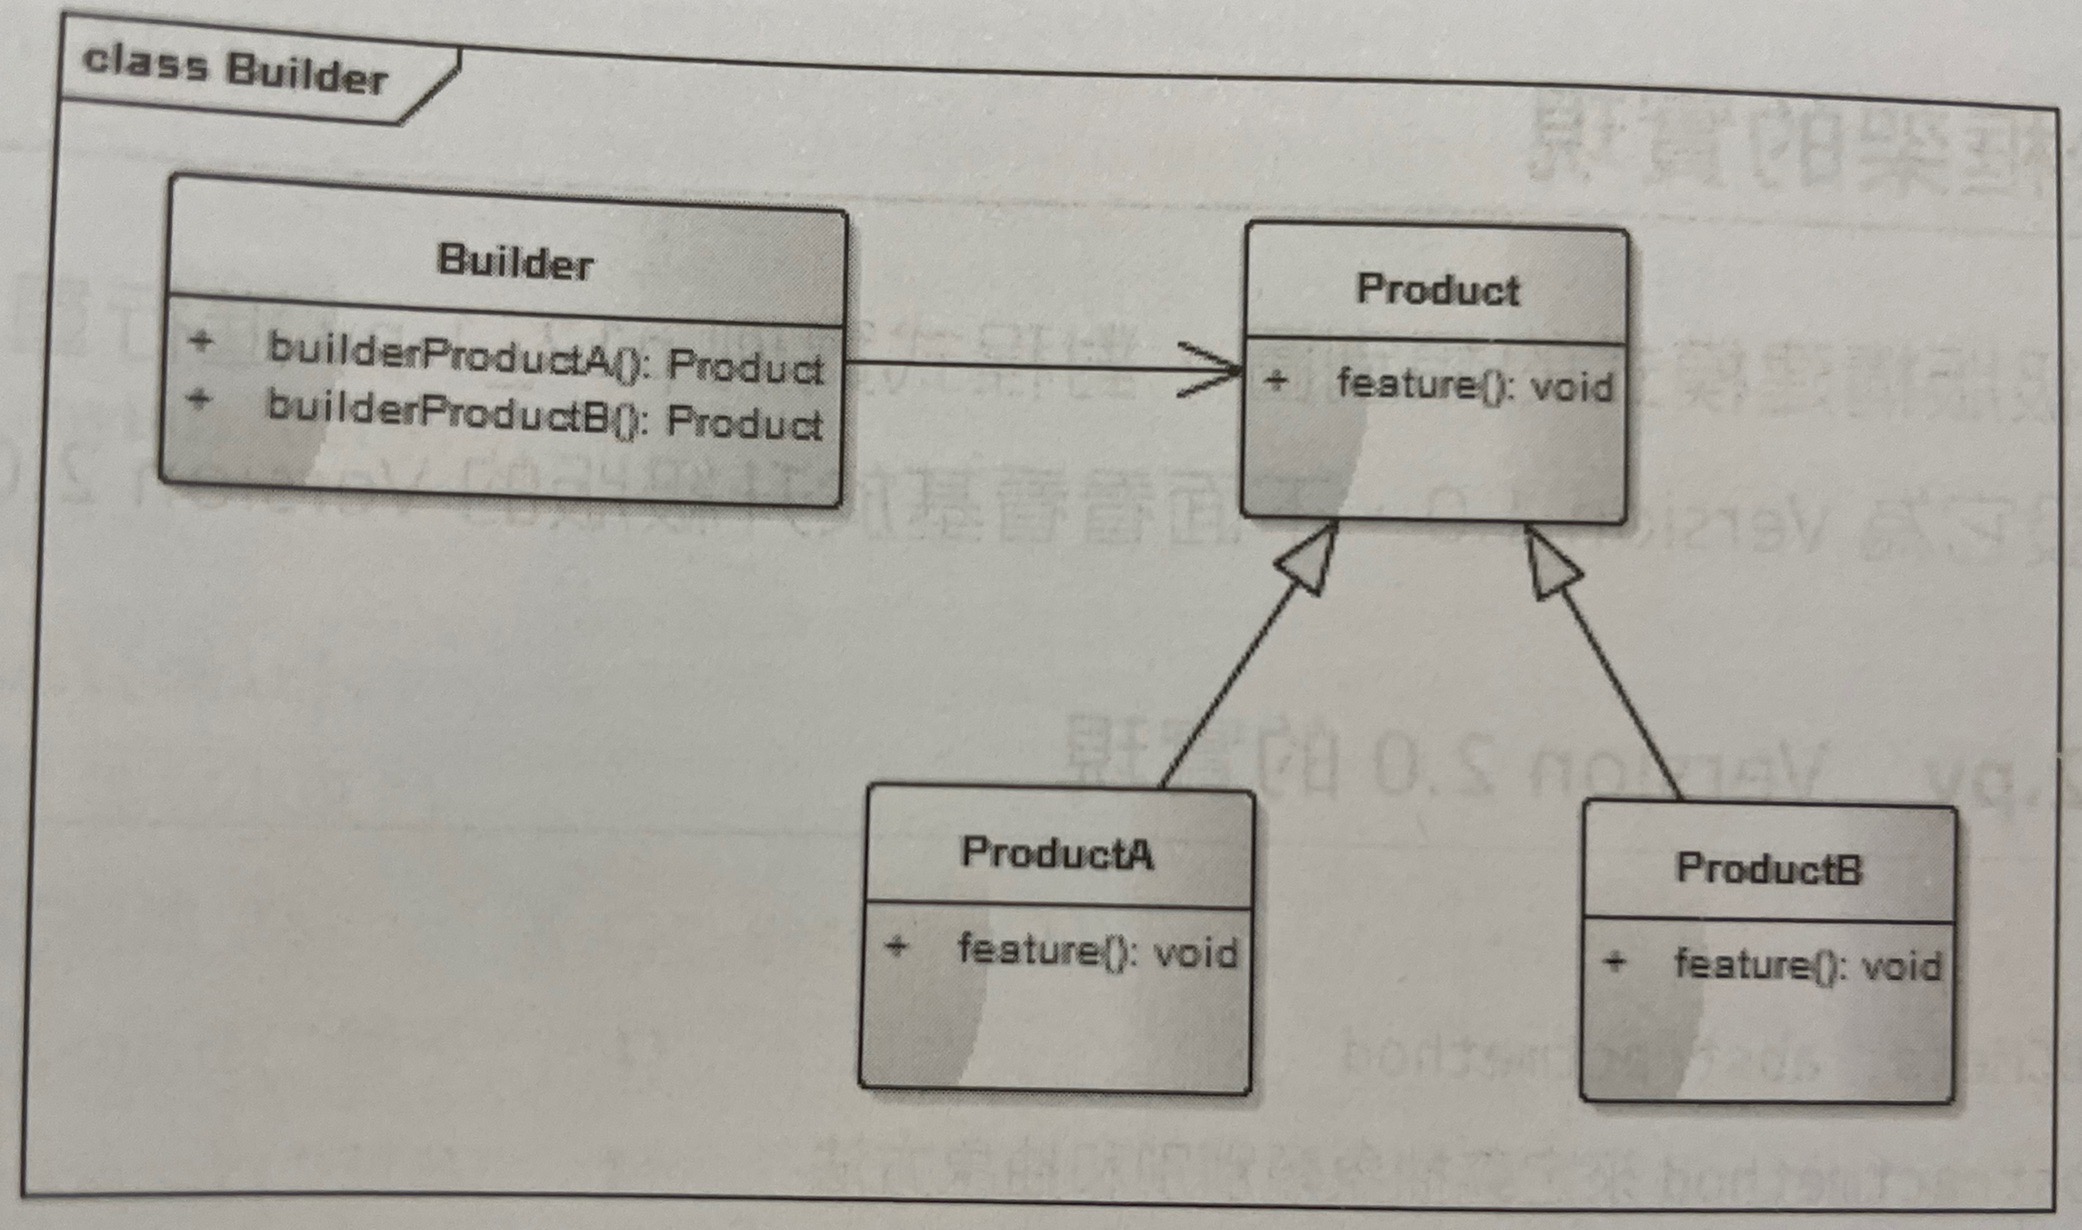 class Builder
Builder
+ builderProductA(): Product
+ builderProductB(): Product
Product
+ feature(): void
ProductA
+ feature(): void
ProductB
+ feature(): void